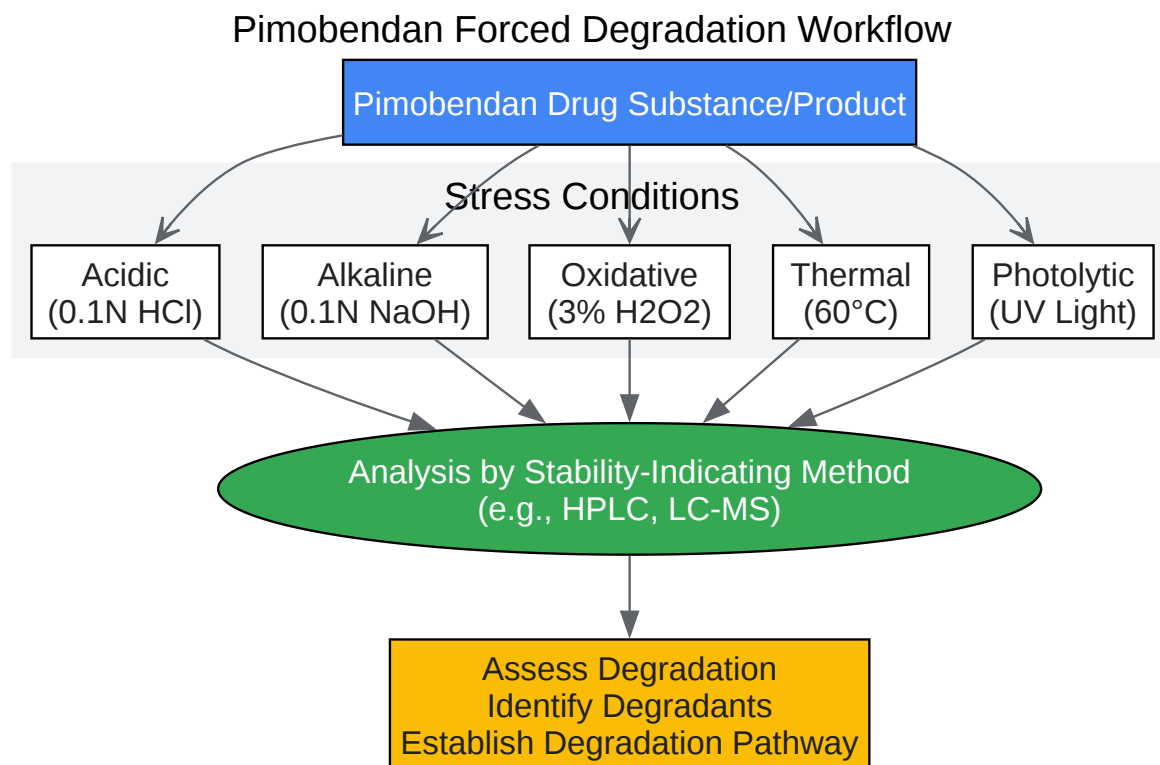 Pimobendan Forced Degradation Workflow
Pimobendan Drug Substance/Product
Stress Conditions
Acidic
(0.1N HCl)
Alkaline
(0.1N NaOH)
Oxidative
(3% H2O2)
Thermal
(60°C)
Photolytic
(UV Light)
Analysis by Stability-Indicating Method
(e.g., HPLC, LC-MS)
Assess Degradation
Identify Degradants
Establish Degradation Pathway